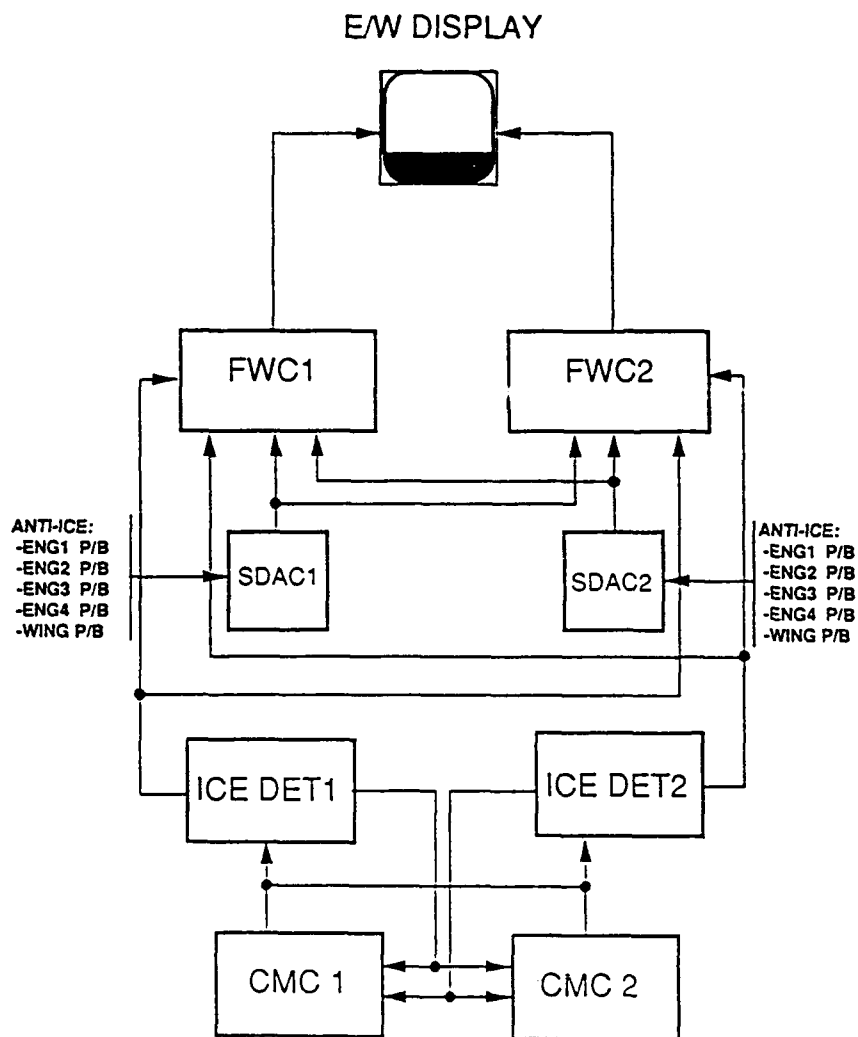 E/W DISPLAY
FWC1
FWC2
ANTI-ICE:
-ENG1 P/B
-ENG2 P/B
-ENG3 P/B
-ENG4 P/B
-WING P/B
SDAC1
SDAC2
ANTI-ICE:
-ENG1 P/B
-ENG2 P/B
-ENG3 P/B
-ENG4 P/B
-WING P/B
ICE DET1
ICE DET2
CMC 1
CMC 2